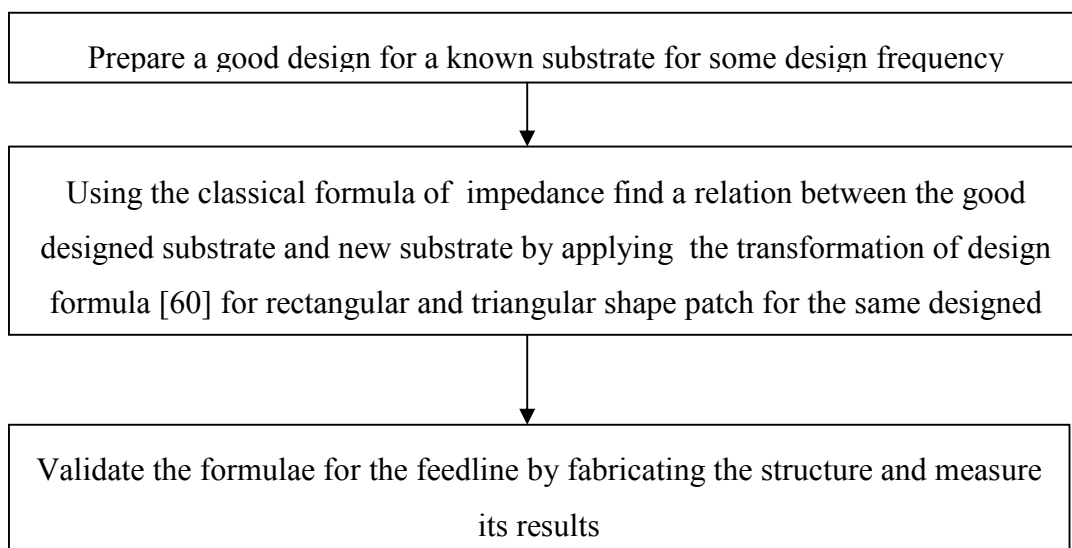 Prepare a good design for a known substrate for some design frequency
Using the classical formula of impedance find a relation between the good
designed substrate and new substrate by applying the transformation of design
formula [60] for rectangular and triangular shape patch for the same designed
Validate the formulae for the feedline by fabricating the structure and measure
its results